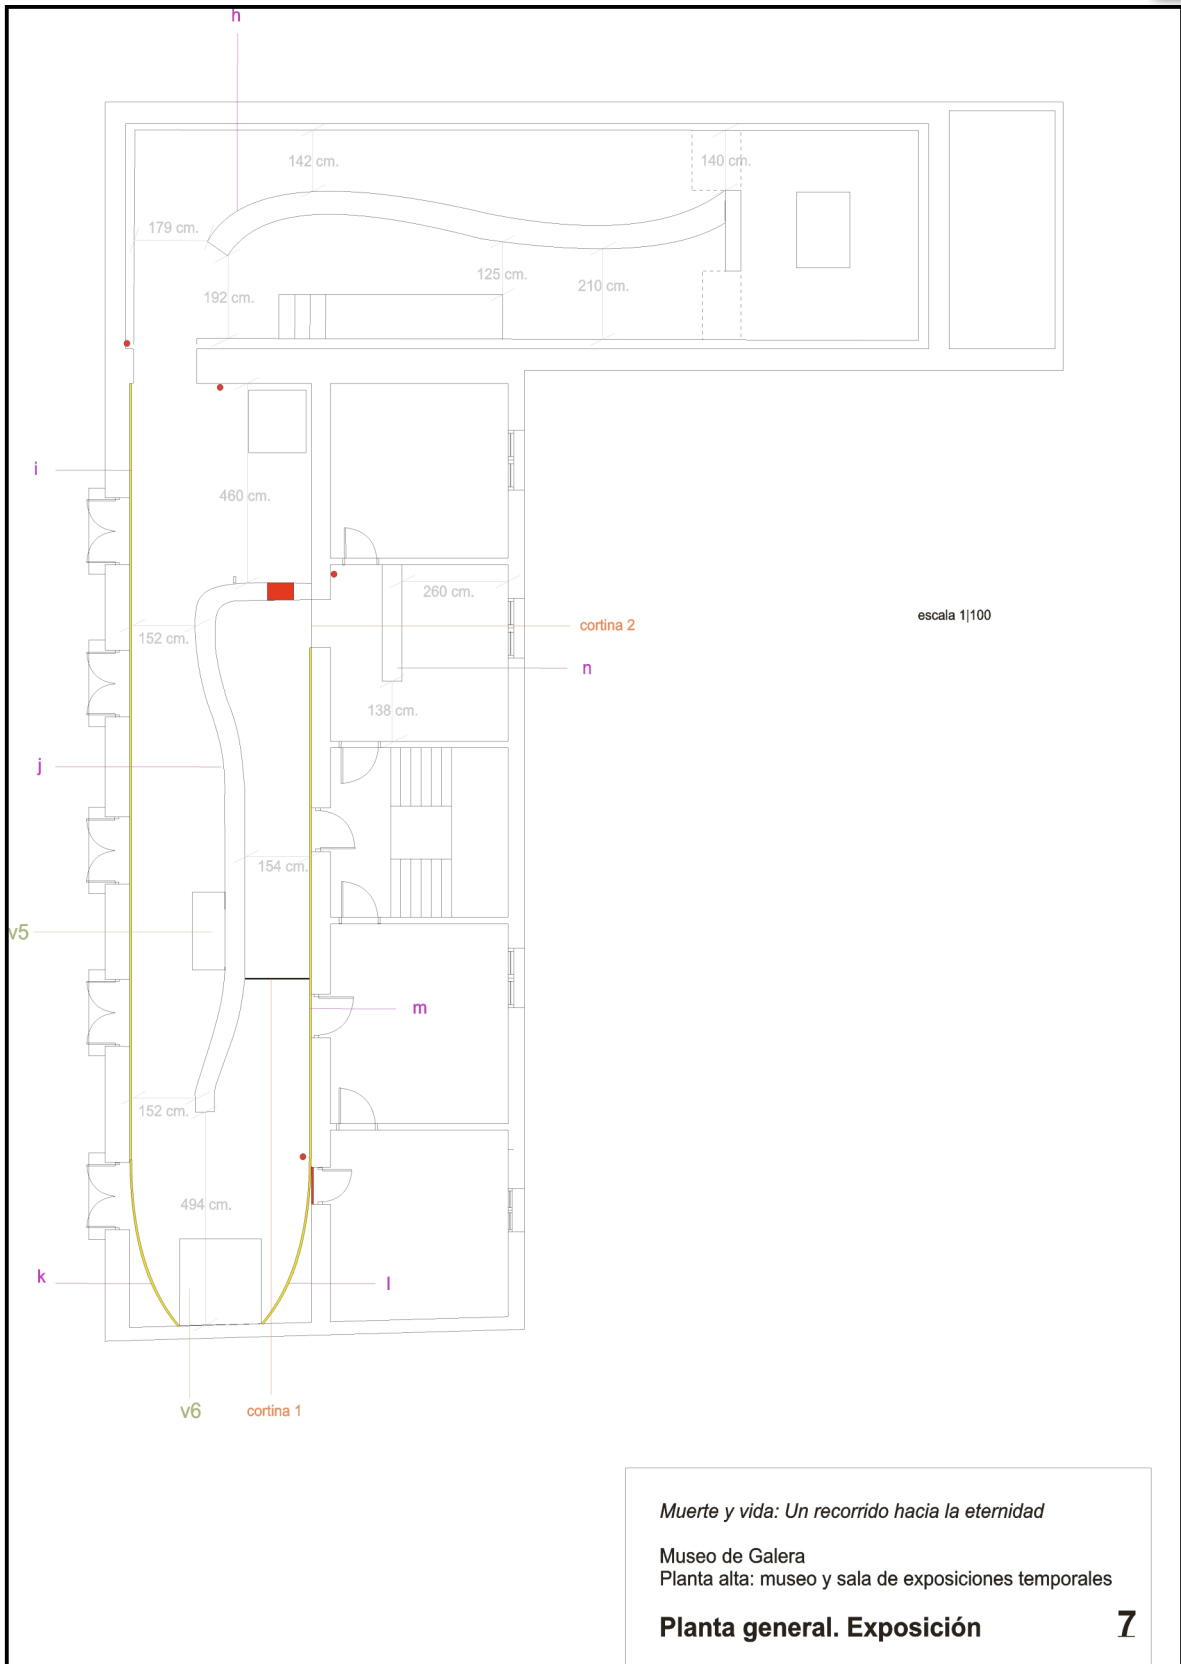 h
142 cm.
140 cm.
179 cm.
125 cm.
210 cm.
192 cm.
i
460 cm.
260 cm.
escala 1|100
cortina 2
152 cm.
n
138 cm.
j
154 cm.
v5
m
152 cm.
494 cm.
k
l
v6
cortina 1
Muerte y vida: Un recorrido hacia la eternidad
Museo de Galera
Planta alta: museo y sala de exposiciones temporales
Planta general. Exposición 7